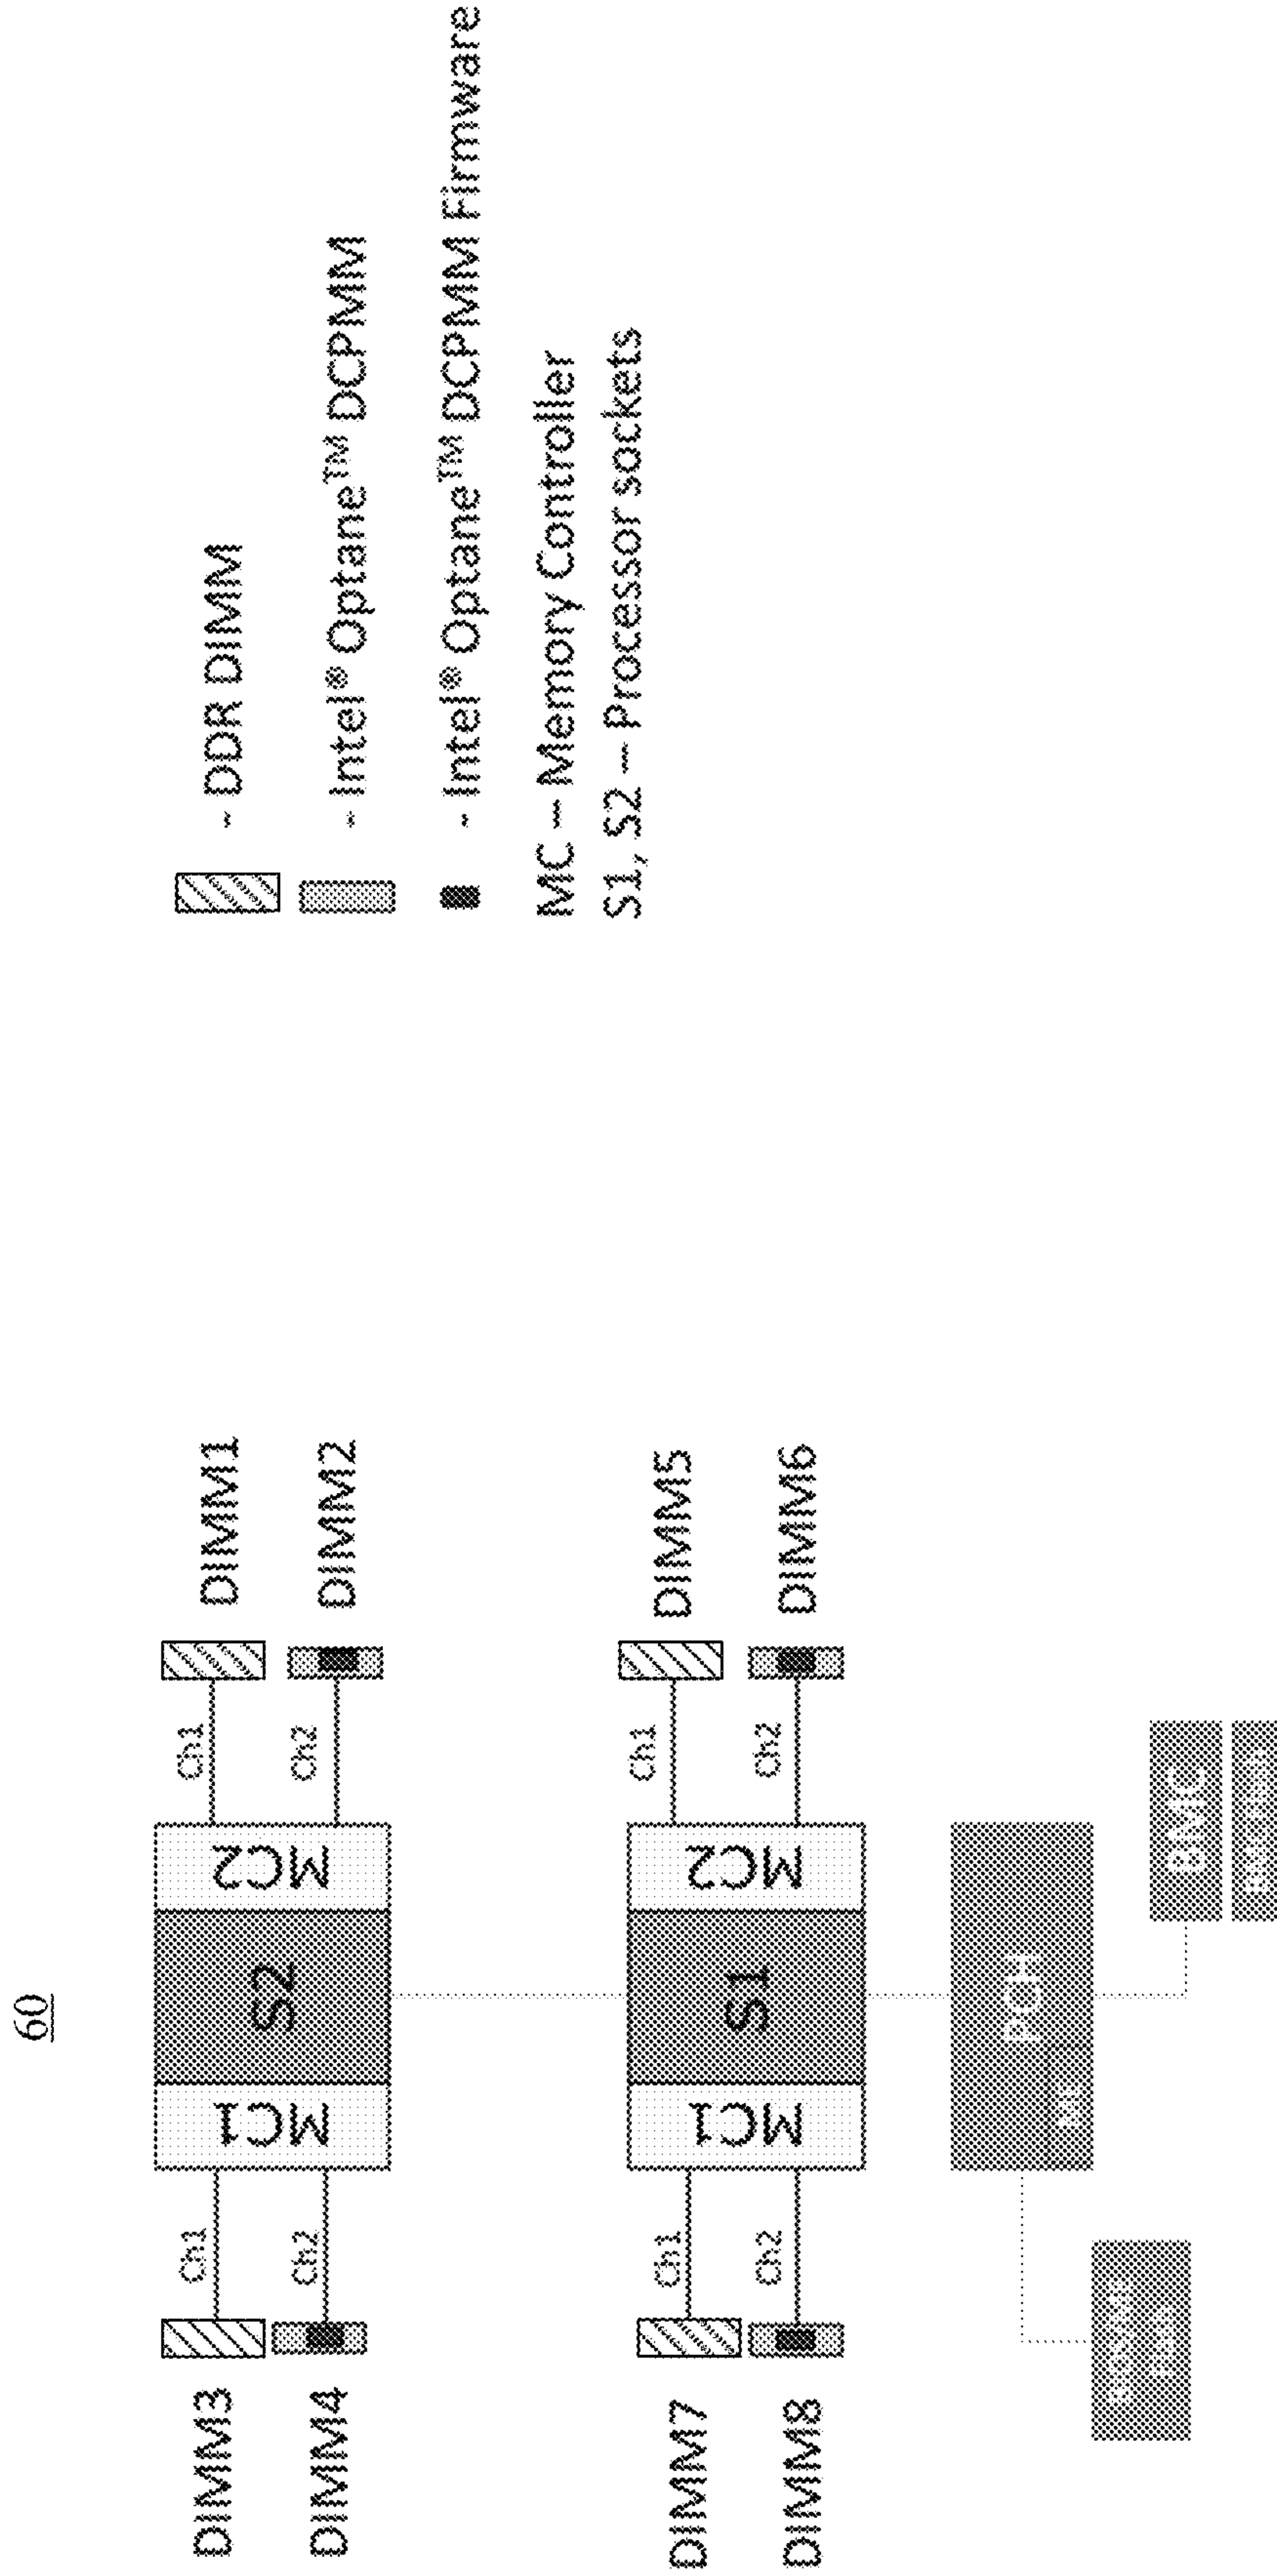 60
DIMM3
Ch1
MC1
S2
MC2
Ch1
DIMM1
DIMM4
Ch2
Ch2
DIMM2
DIMM7
Ch1
MC1
S1
MC2
Ch1
DIMM5
DIMM8
Ch2
Ch2
DIMM6
PCH
BMC
- DDR DIMM
- Intel® Optane™ DCPMM
- Intel® Optane™ DCPMM Firmware
MC – Memory Controller
S1, S2 – Processor sockets